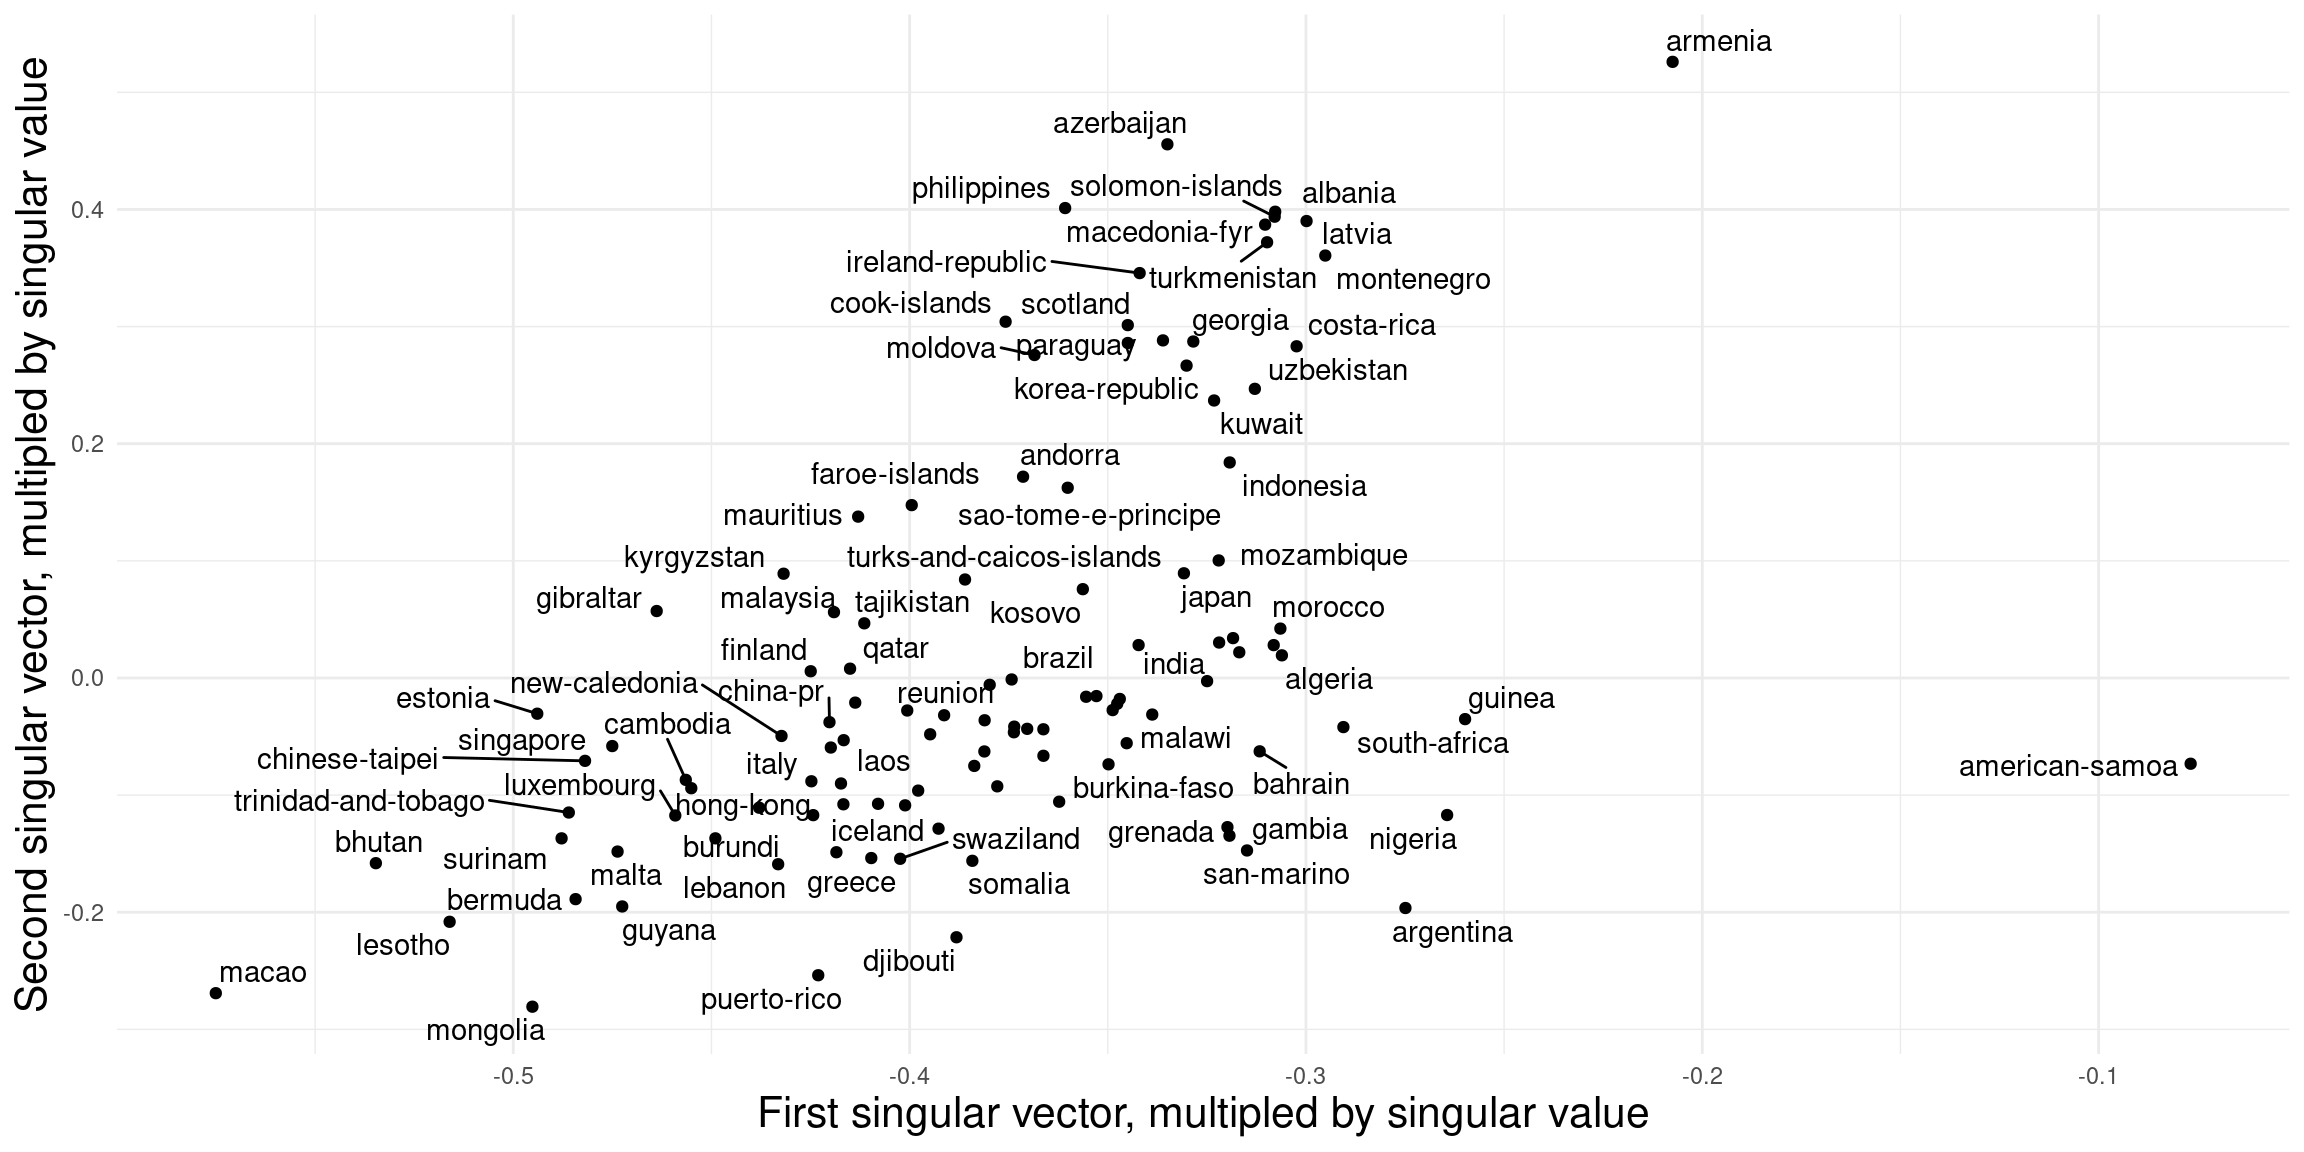 armenia
azerbaijan
philippines
solomon-islands
albania
macedonia-fyr
latvia
ireland-republic
turkmenistan
montenegro
cook-islands
scotland
georgia
costa-rica
moldova
paraguay
uzbekistan
korea-republic
kuwait
andorra
faroe-islands
indonesia
mauritius
sao-tome-e-principe
kyrgyzstan
turks-and-caicos-islands
mozambique
gibraltar
malaysia
tajikistan
kosovo
japan
morocco
finland
qatar
brazil
india
algeria
new-caledonia
china-pr
reunion
estonia
guinea
cambodia
singapore
malawi
south-africa
chinese-taipei
italy
laos
american-samoa
luxembourg
burkina-faso
bahrain
trinidad-and-tobago
hong-kong
bhutan
burundi
iceland
swaziland
grenada
gambia
nigeria
surinam
malta
lebanon
greece
somalia
san-marino
bermuda
guyana
argentina
lesotho
djibouti
macao
puerto-rico
mongolia
0.4
0.2
0.0
-0.2
-0.5
-0.4
-0.3
-0.2
-0.1
First singular vector, multipled by singular value
Second singular vector, multipled by singular value